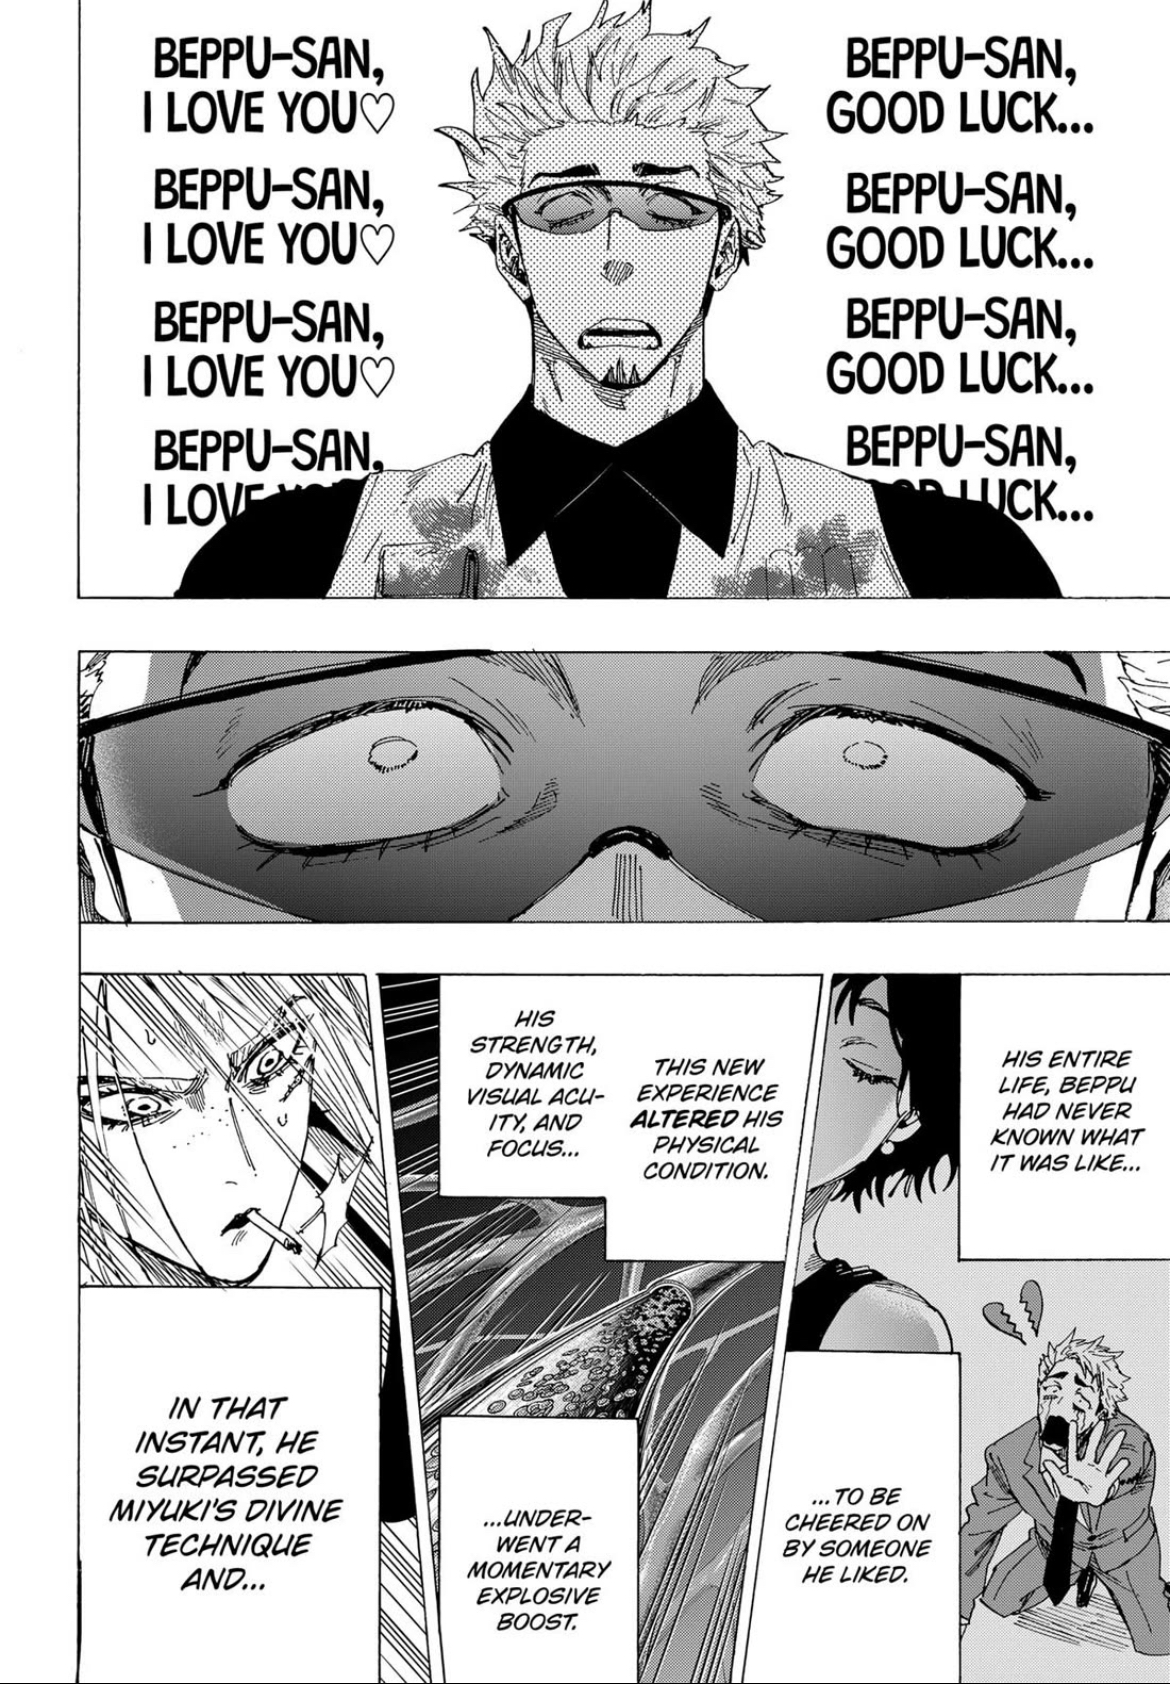 BEPPU-SAN,
GOOD LUCK...
BEPPU-SAN,
GOOD LUCK...
BEPPU-SAN,
GOOD LUCK...
BEPPU-SAN,
GOOD LUCK...
BEPPU-SAN,
I LOVE YOU♡
BEPPU-SAN,
I LOVE YOU♡
BEPPU-SAN,
I LOVE YOU♡
BEPPU-SAN,
I LOVE YOU
HIS ENTIRE
LIFE, BEPPU
HAD NEVER
KNOWN WHAT
IT WAS LIKE...
...TO BE
CHEERED ON
BY SOMEONE
HE LIKED.
THIS NEW
EXPERIENCE
ALTERED HIS
PHYSICAL
CONDITION.
HIS
STRENGTH,
DYNAMIC
VISUAL ACU-
ITY, AND
FOCUS...
...UNDER-
WENT A
MOMENTARY
EXPLOSIVE
BOOST.
IN THAT
INSTANT, HE
SURPASSED
MIYUKI'S DIVINE
TECHNIQUE
AND...